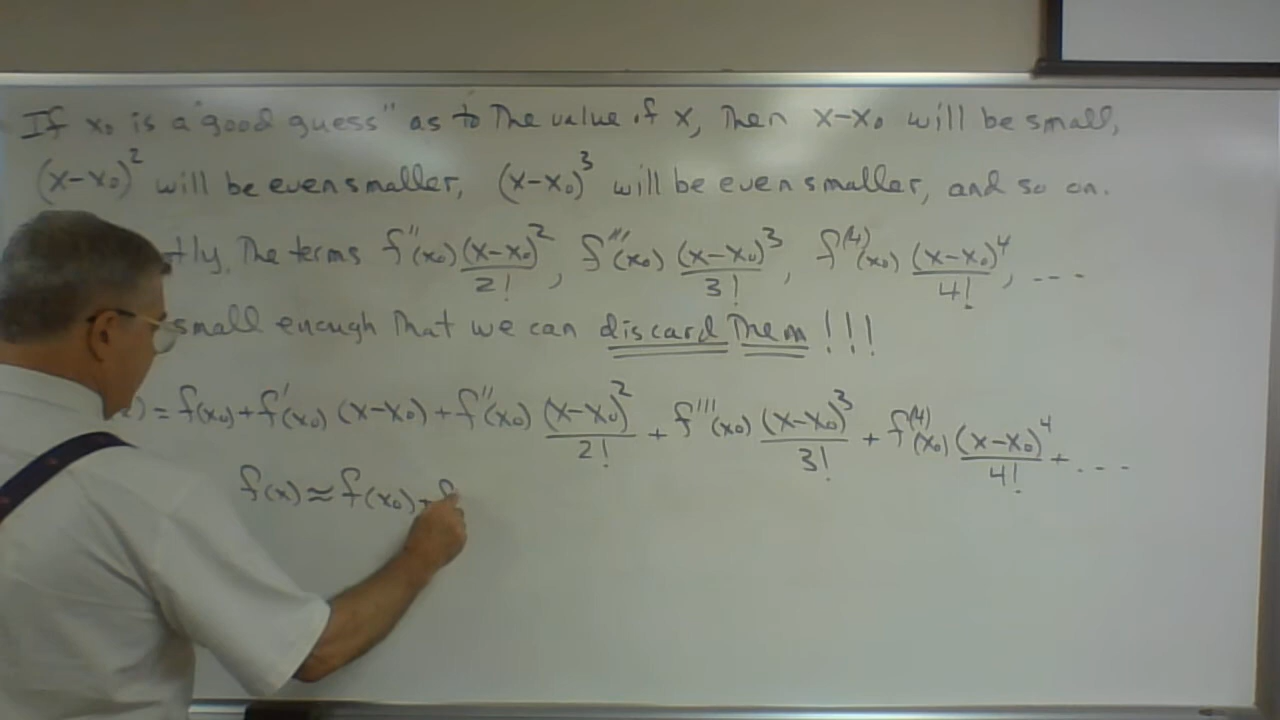 If x₀ is a "good guess" as to The value of x, Then x-x₀ will be small,
(x-x₀)² will be even smaller, (x-x₀)³ will be even smaller, and so on.
tly, The terms f''(x₀)(x-x₀)²/2!, f'''(x₀)(x-x₀)³/3!, f⁽⁴⁾(x₀)(x-x₀)⁴/4!, ----
small enough That we can discard Them!!!
) = f(x₀)+f'(x₀)(x-x₀)+f''(x₀)(x-x₀)²/2! + f'''(x₀)(x-x₀)³/3! + f⁽⁴⁾(x₀)(x-x₀)⁴/4! + ....
f(x)≈f(x₀)+f